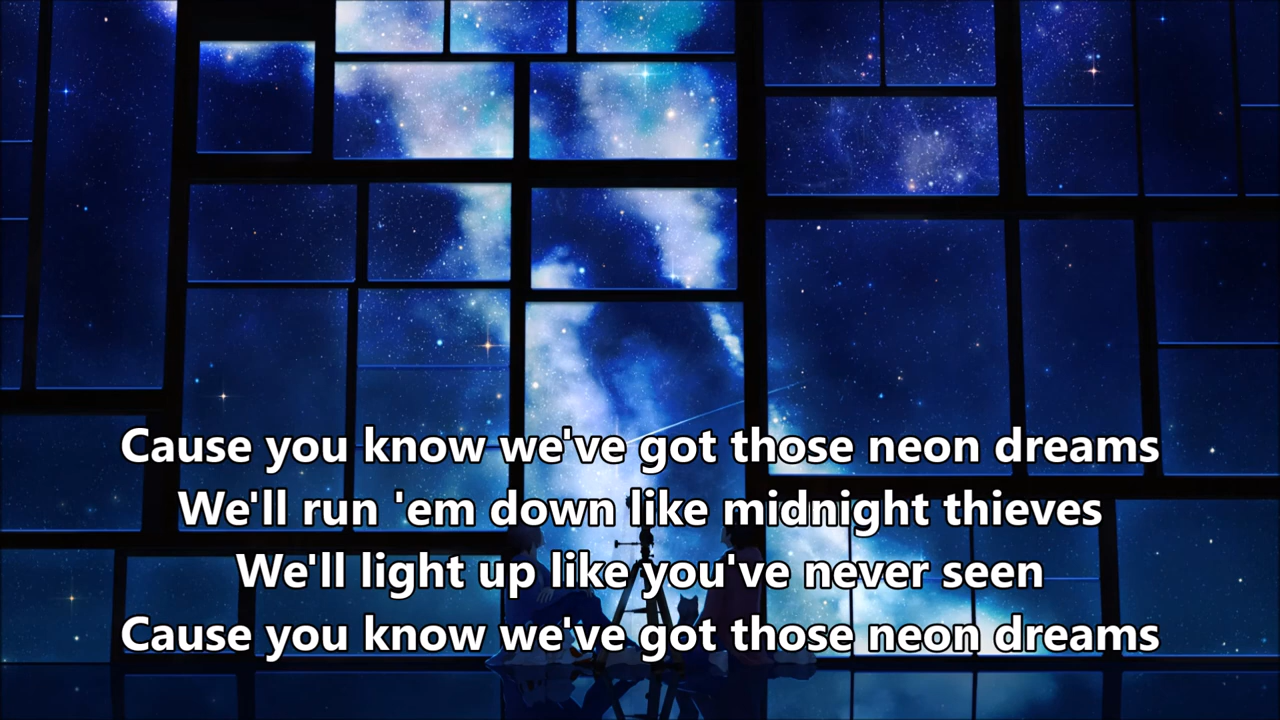 Cause you know we've got those neon dreams
We'll run 'em down like midnight thieves
We'll light up like you've never seen
Cause you know we've got those neon dreams